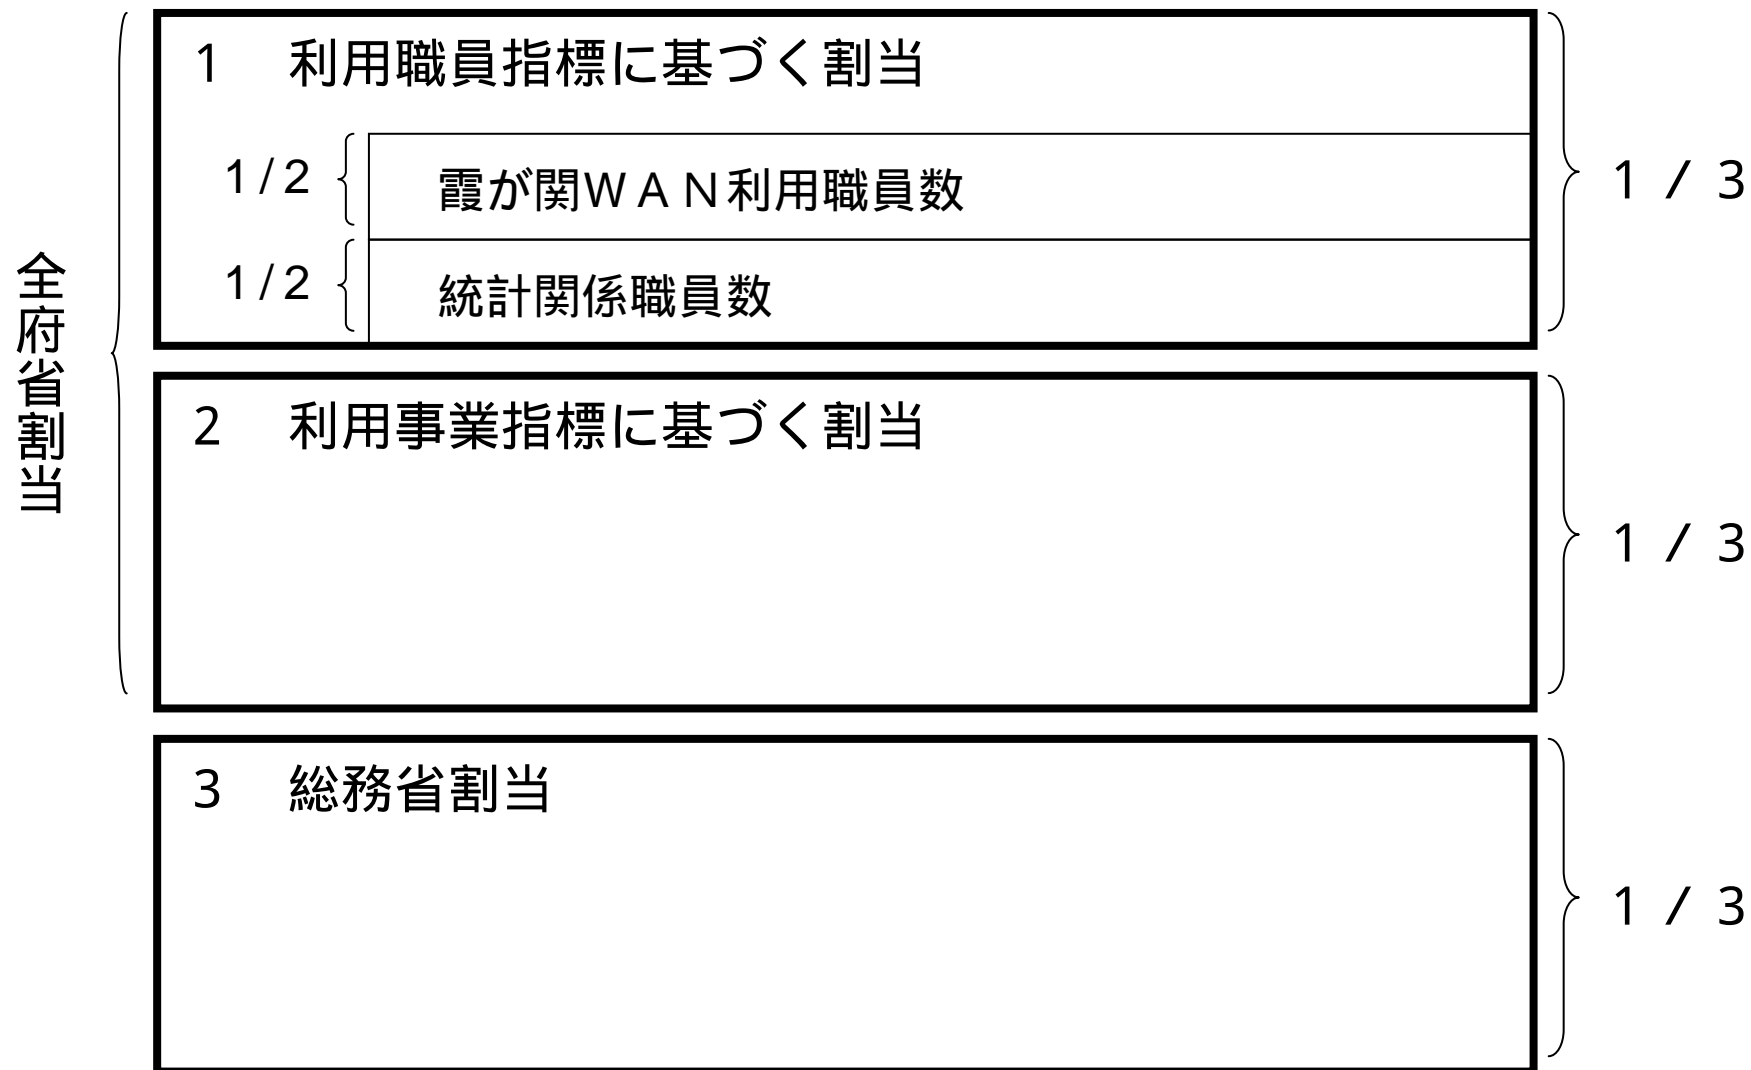 全府省割当
1　利用職員指標に基づく割当
1/2
霞が関ＷＡＮ利用職員数
1/2
統計関係職員数
1 / 3
2　利用事業指標に基づく割当
1 / 3
3　総務省割当
1 / 3